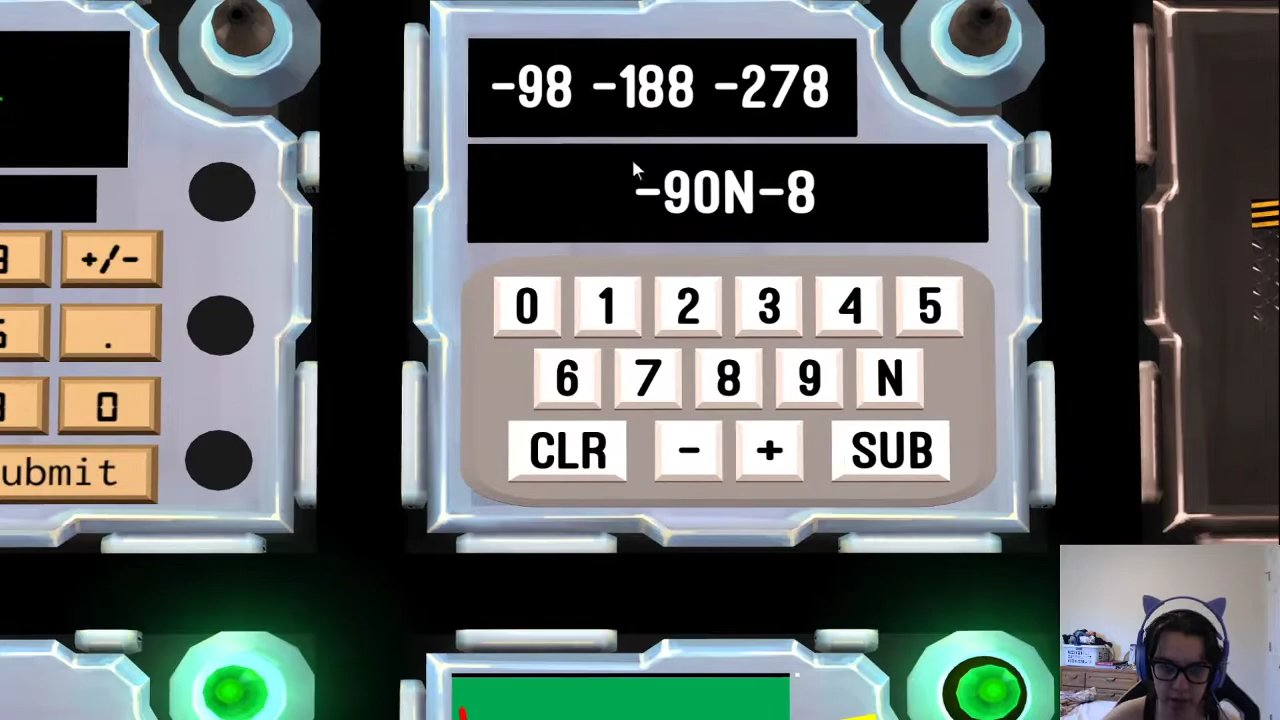 -98 -188 -278
-90N-8
0 1 2 3 4 5
6 7 8 9 N
CLR - + SUB
+/-
.
0
ubmit